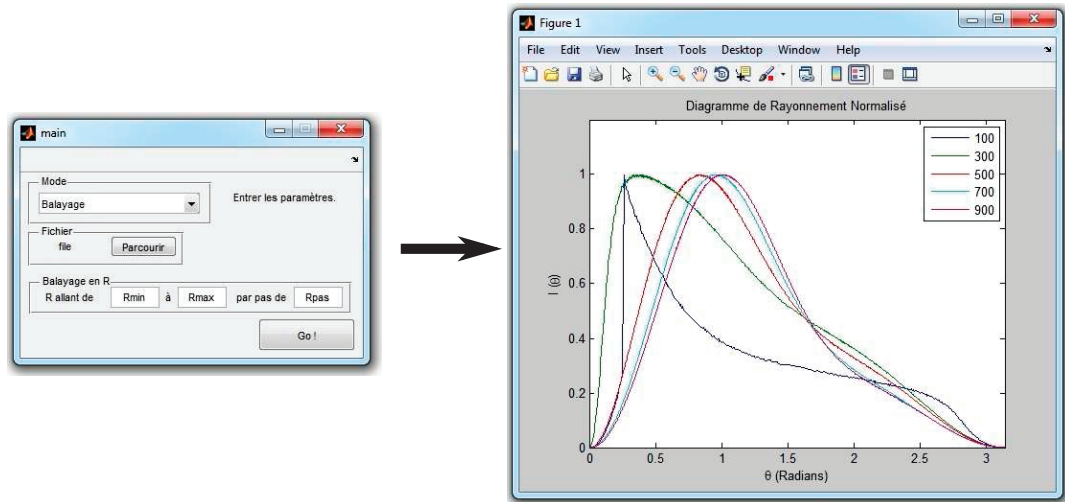 main
Mode
Balayage
Entrer les paramètres.
Fichier
file Parcourir
Balayage en R
R allant de Rmin à Rmax par pas de Rpas
Go !
Figure 1
File Edit View Insert Tools Desktop Window Help
Diagramme de Rayonnement Normalisé
100
300
500
700
900
1
0.8
0.6
0.4
0.2
0
I (θ)
0 0.5 1 1.5 2 2.5 3
θ (Radians)